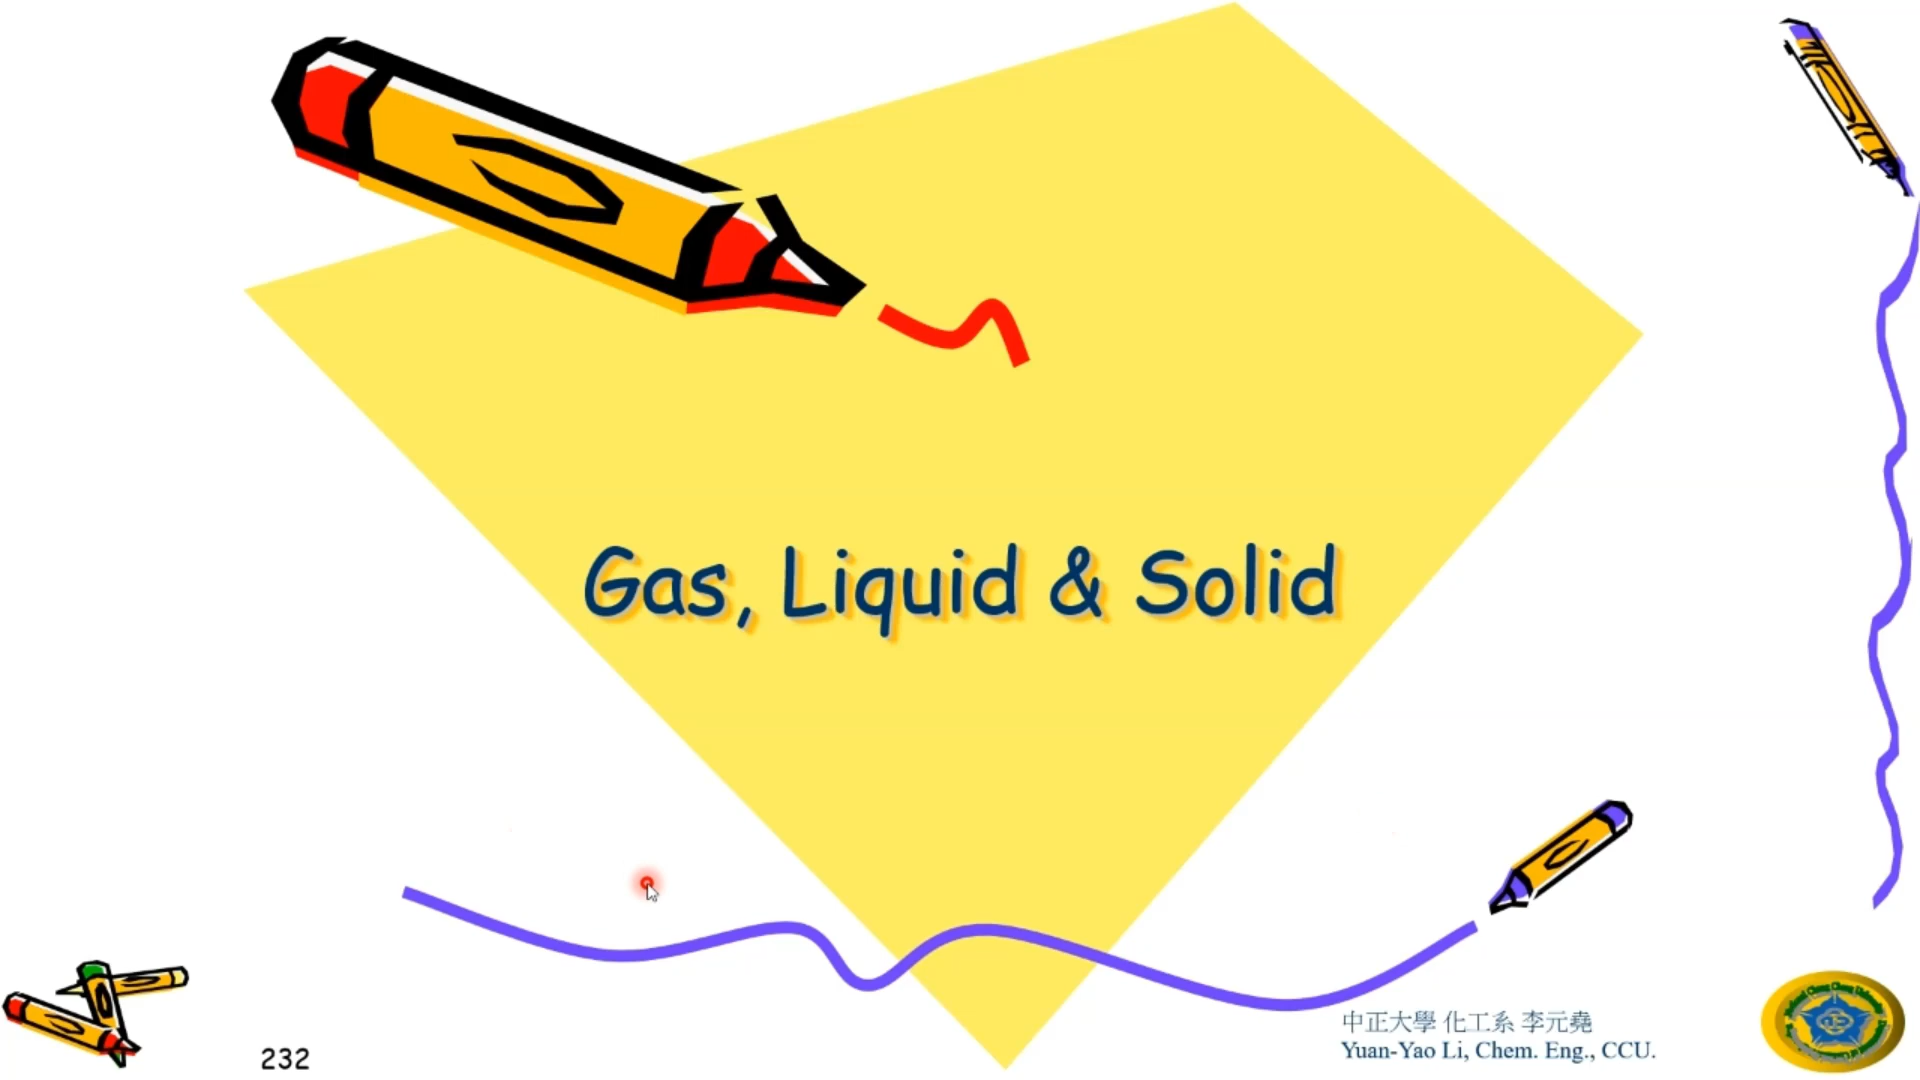 Gas, Liquid & Solid
中正大學 化工系 李元堯
Yuan-Yao Li, Chem. Eng., CCU.
232